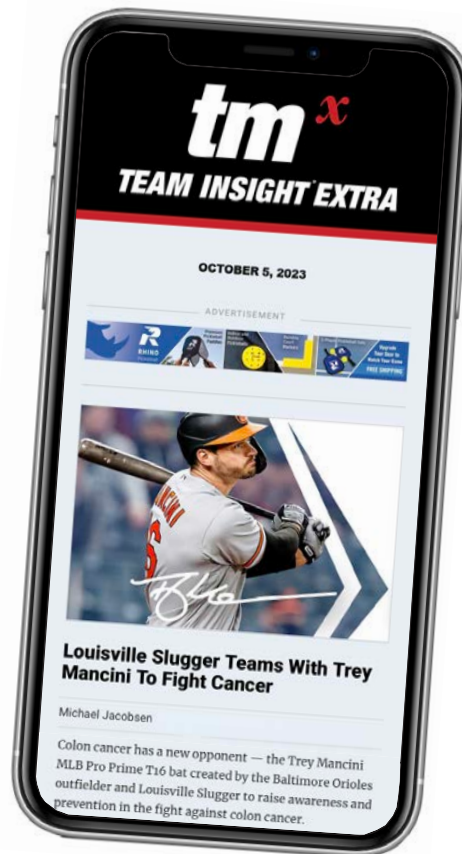 tm x
TEAM INSIGHT EXTRA
OCTOBER 5, 2023
ADVERTISEMENT
RHINO
FREE SHIPPING
MANCINI
6
Louisville Slugger Teams With Trey
Mancini To Fight Cancer
Michael Jacobsen
Colon cancer has a new opponent — the Trey Mancini
MLB Pro Prime T16 bat created by the Baltimore Orioles
outfielder and Louisville Slugger to raise awareness and
prevention in the fight against colon cancer.